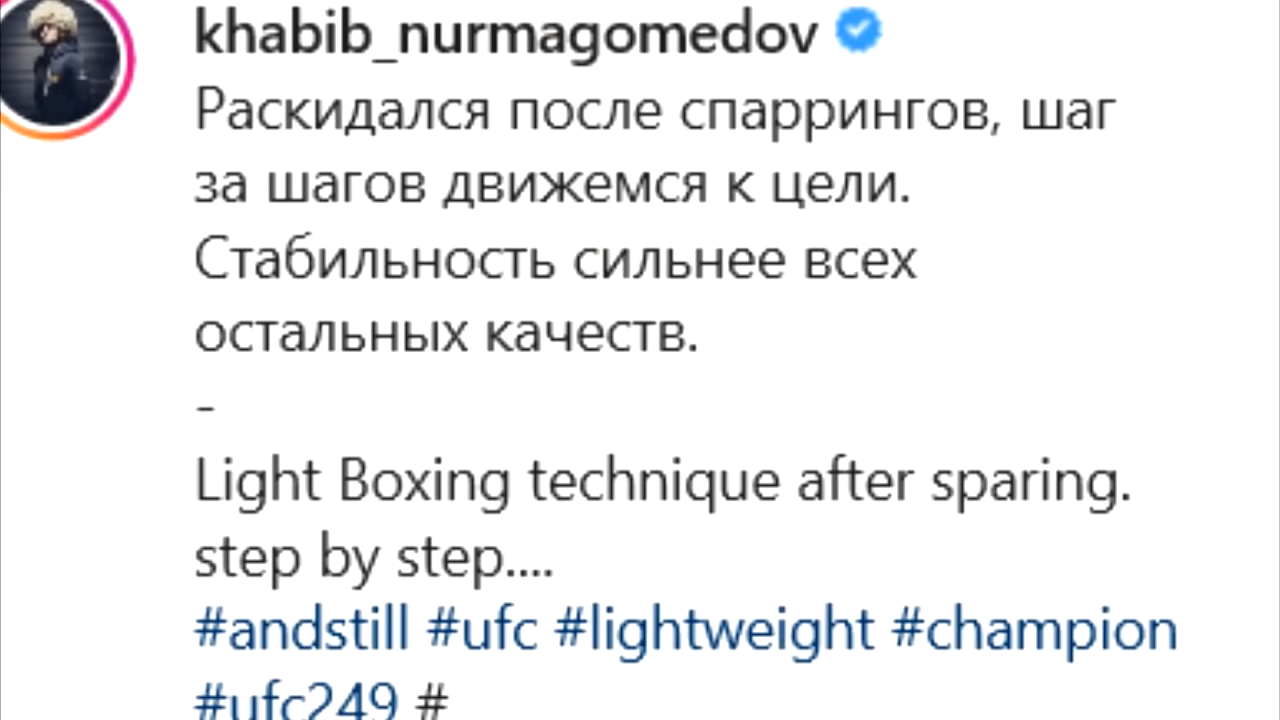 khabib_nurmagomedov
Раскидался после спаррингов, шаг
за шагов движемся к цели.
Стабильность сильнее всех
остальных качеств.
-
Light Boxing technique after sparing.
step by step....
#andstill #ufc #lightweight #champion
#ufc249 #